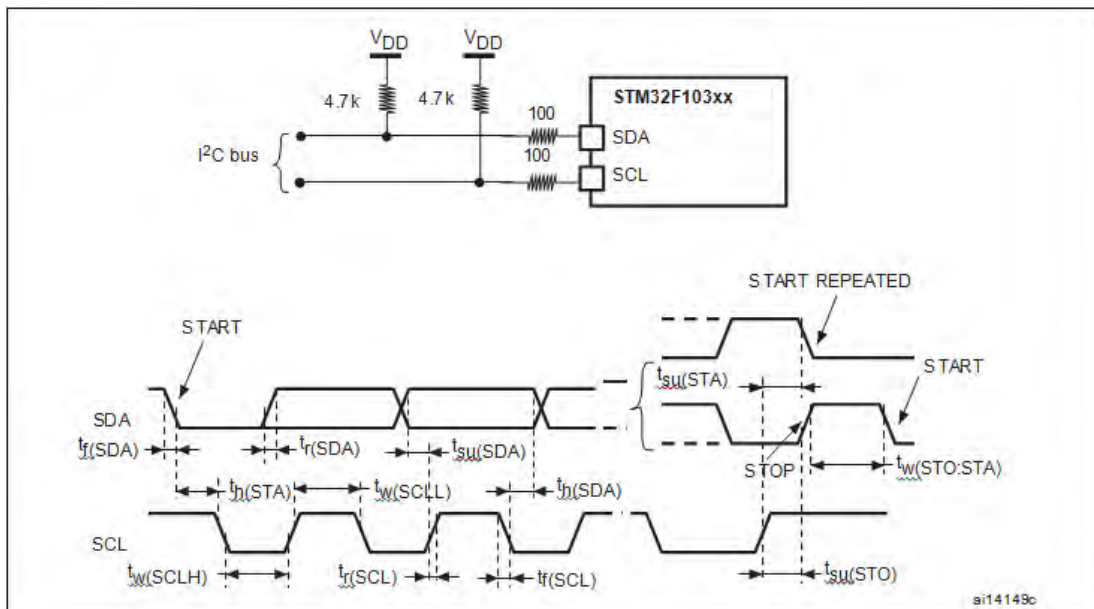 VDD VDD
4.7k 4.7k
STM32F103xx
100
SDA
I²C bus
100
SCL
START REPEATED
START
tsu(STA)
START
SDA
tf(SDA) tr(SDA) tsu(SDA)
STOP
tw(STO:STA)
th(STA) tw(SCLL) th(SDA)
SCL
tw(SCLH) tr(SCL) tf(SCL) tsu(STO)
ai14149c